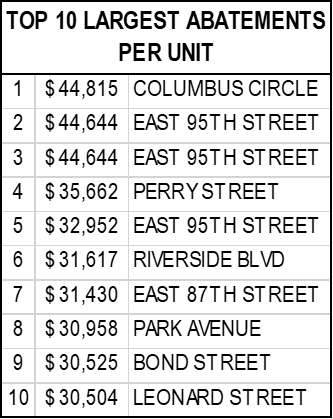 TOP 10 LARGEST ABATEMENTS
PER UNIT
1 $ 44,815 COLUMBUS CIRCLE
2 $ 44,644 EAST 95TH STREET
3 $ 44,644 EAST 95TH STREET
4 $ 35,662 PERRY STREET
5 $ 32,952 EAST 95TH STREET
6 $ 31,617 RIVERSIDE BLVD
7 $ 31,430 EAST 87TH STREET
8 $ 30,958 PARK AVENUE
9 $ 30,525 BOND STREET
10 $ 30,504 LEONARD STREET